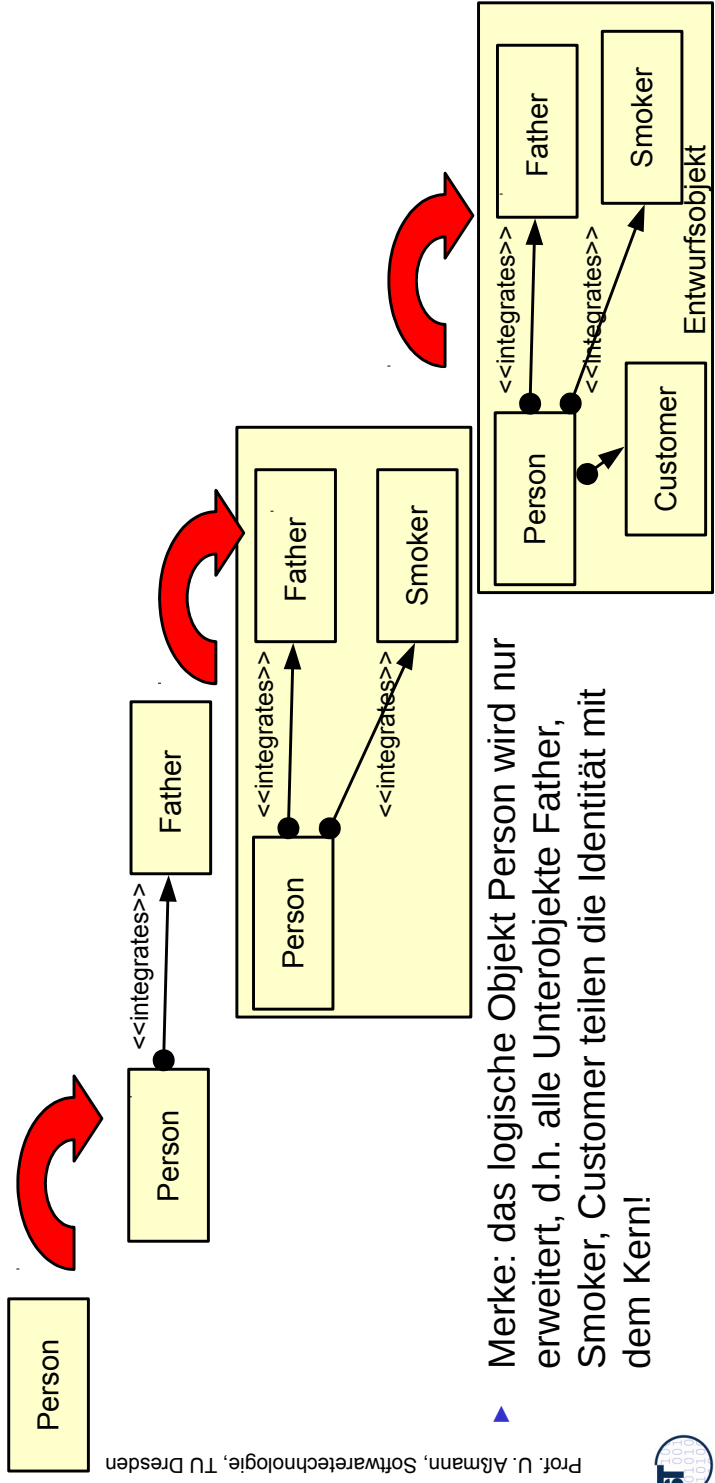 Person
Person
<<integrates>>
Father
Person
<<integrates>>
Father
<<integrates>>
Smoker
Person
<<integrates>>
Father
<<integrates>>
Smoker
Customer
Entwurfsobjekt
▶ Merke: das logische Objekt Person wird nur
erweitert, d.h. alle Unterobjekte Father,
Smoker, Customer teilen die Identität mit
dem Kern!
Prof. U. Aßmann, Softwaretechnologie, TU Dresden